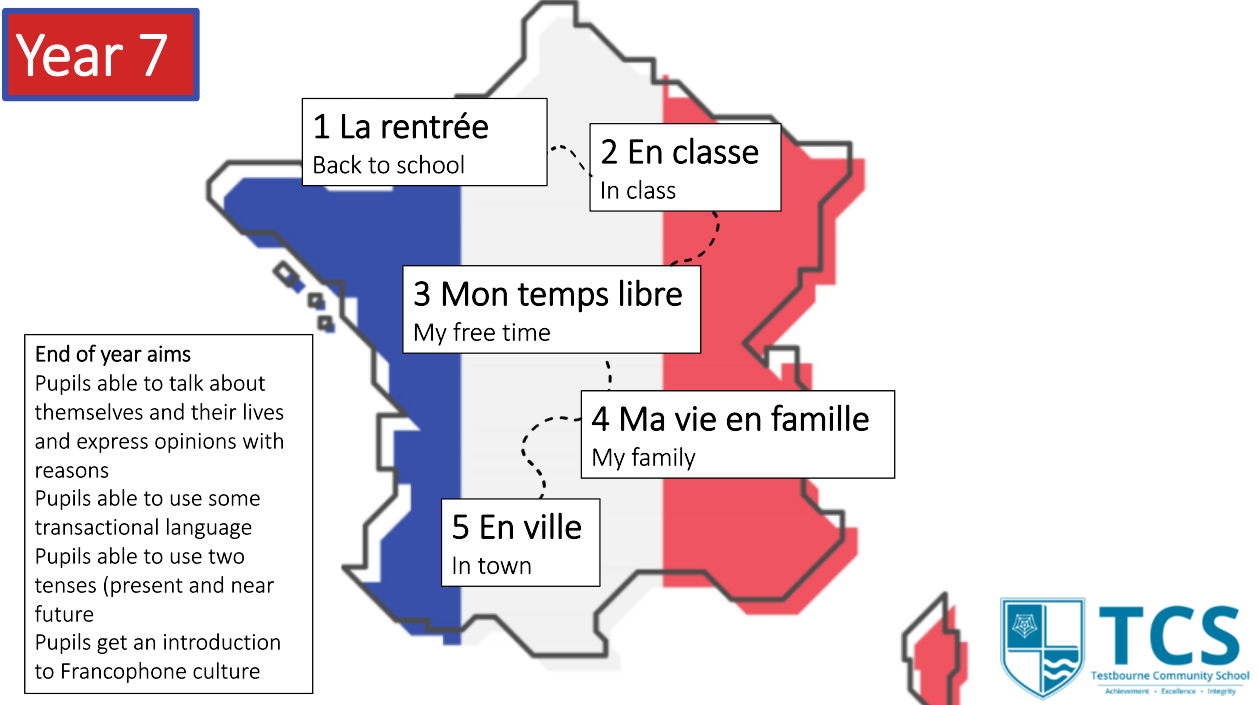 Year 7
1 La rentrée
Back to school
2 En classe
In class
3 Mon temps libre
My free time
4 Ma vie en famille
My family
5 En ville
In town
End of year aims
Pupils able to talk about
themselves and their lives
and express opinions with
reasons
Pupils able to use some
transactional language
Pupils able to use two
tenses (present and near
future
Pupils get an introduction
to Francophone culture
TCS
Testbourne Community School
Achievement • Excellence • Integrity